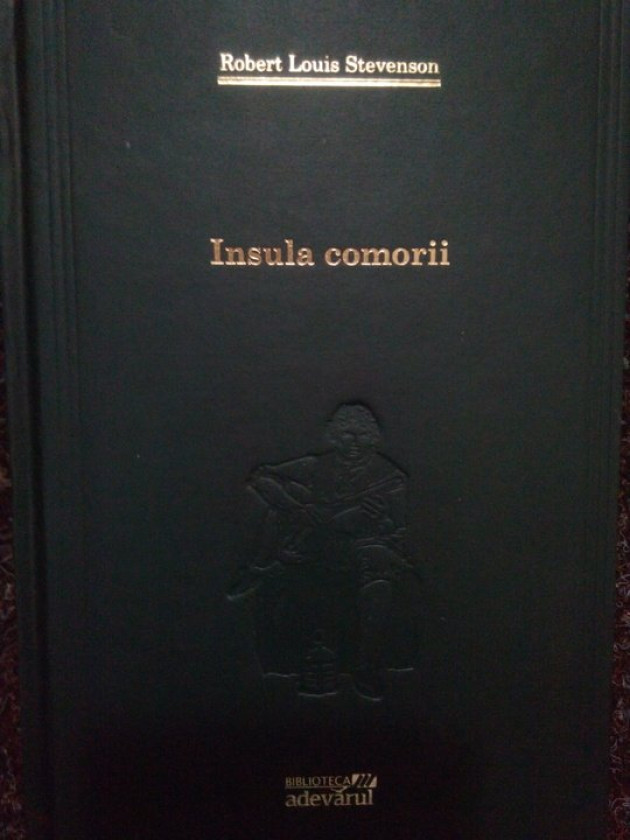 Robert Louis Stevenson
Insula comorii
BIBLIOTECA
adevărul